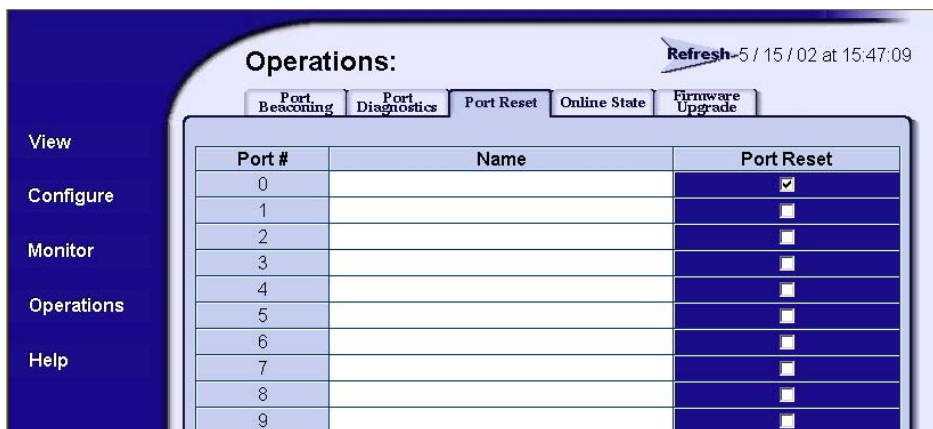 Operations:
Refresh-5 / 15 / 02 at 15:47:09
Port Beaconing
Port Diagnostics
Port Reset
Online State
Firmware Upgrade
View
Configure
Monitor
Operations
Help
Port # Name Port Reset
0
1
2
3
4
5
6
7
8
9